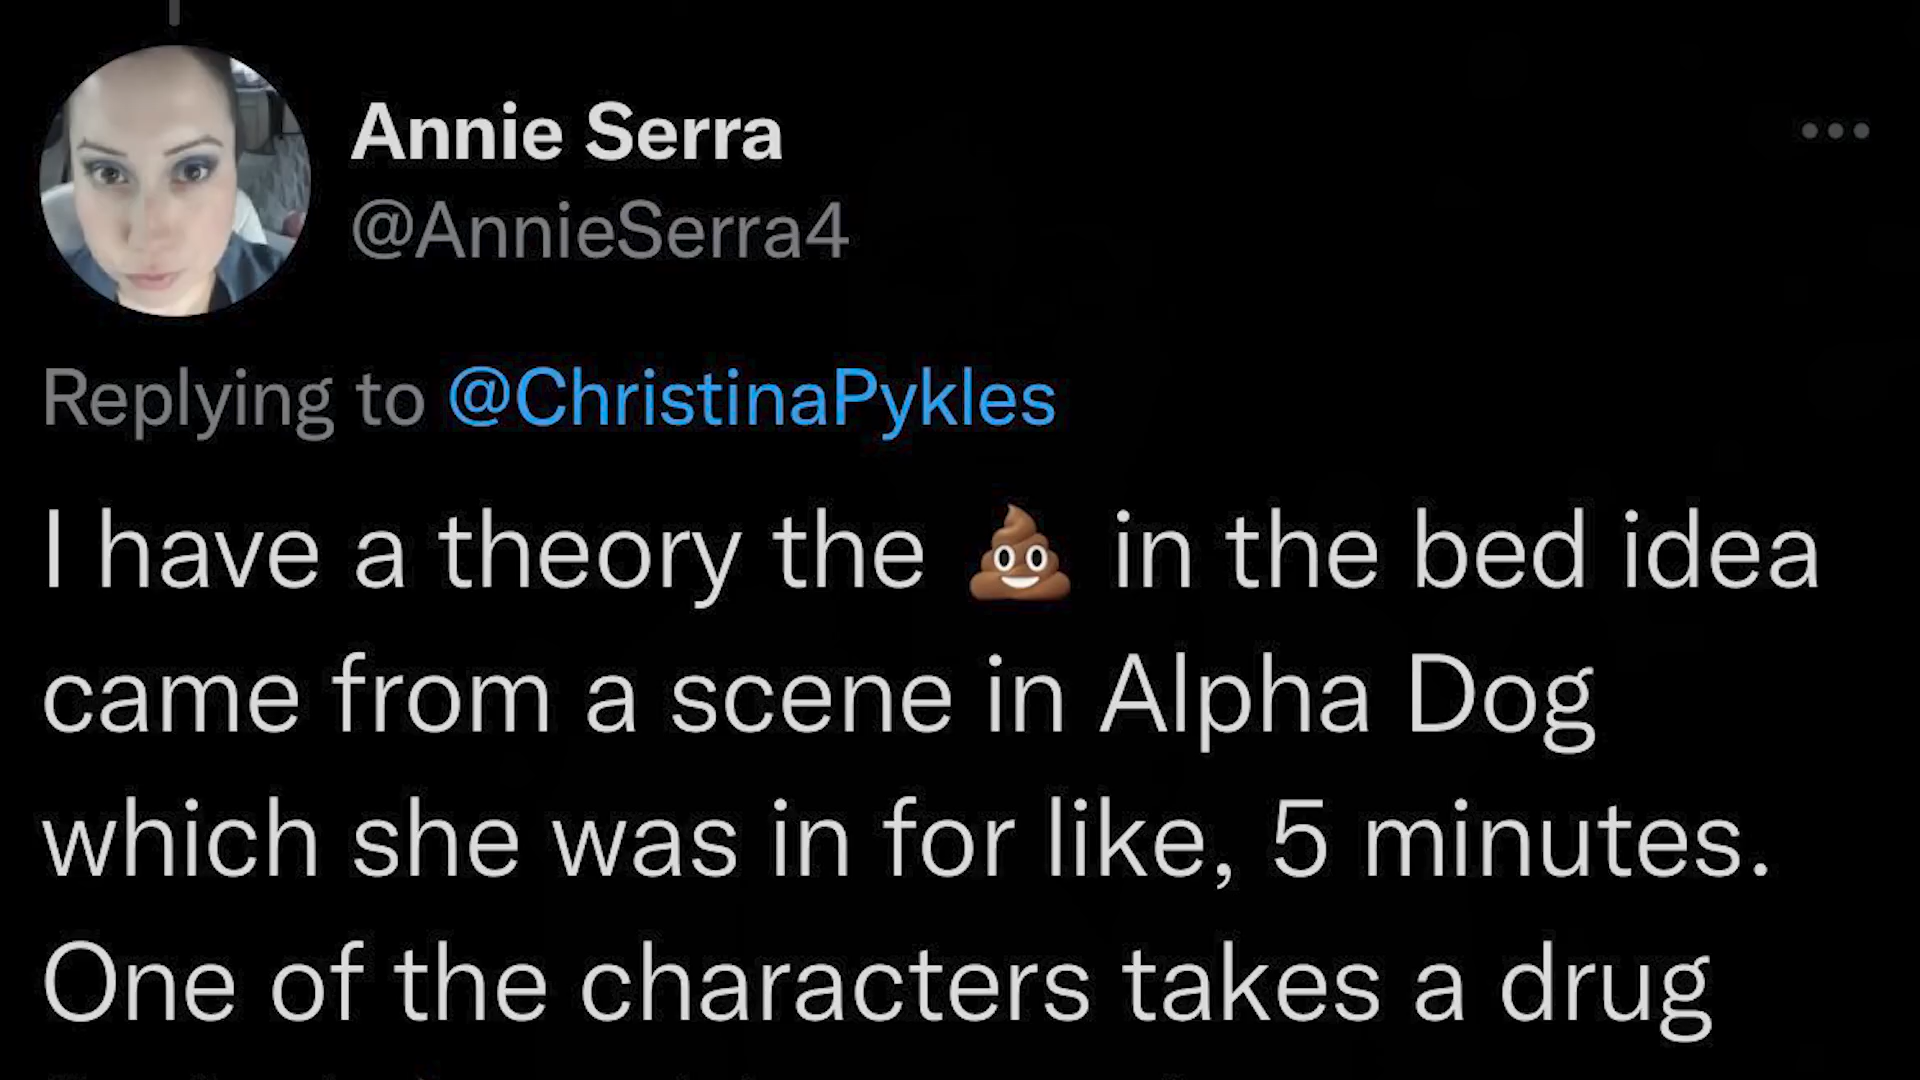 Annie Serra
@AnnieSerra4
Replying to @ChristinaPykles
I have a theory the 💩 in the bed idea
came from a scene in Alpha Dog
which she was in for like, 5 minutes.
One of the characters takes a drug